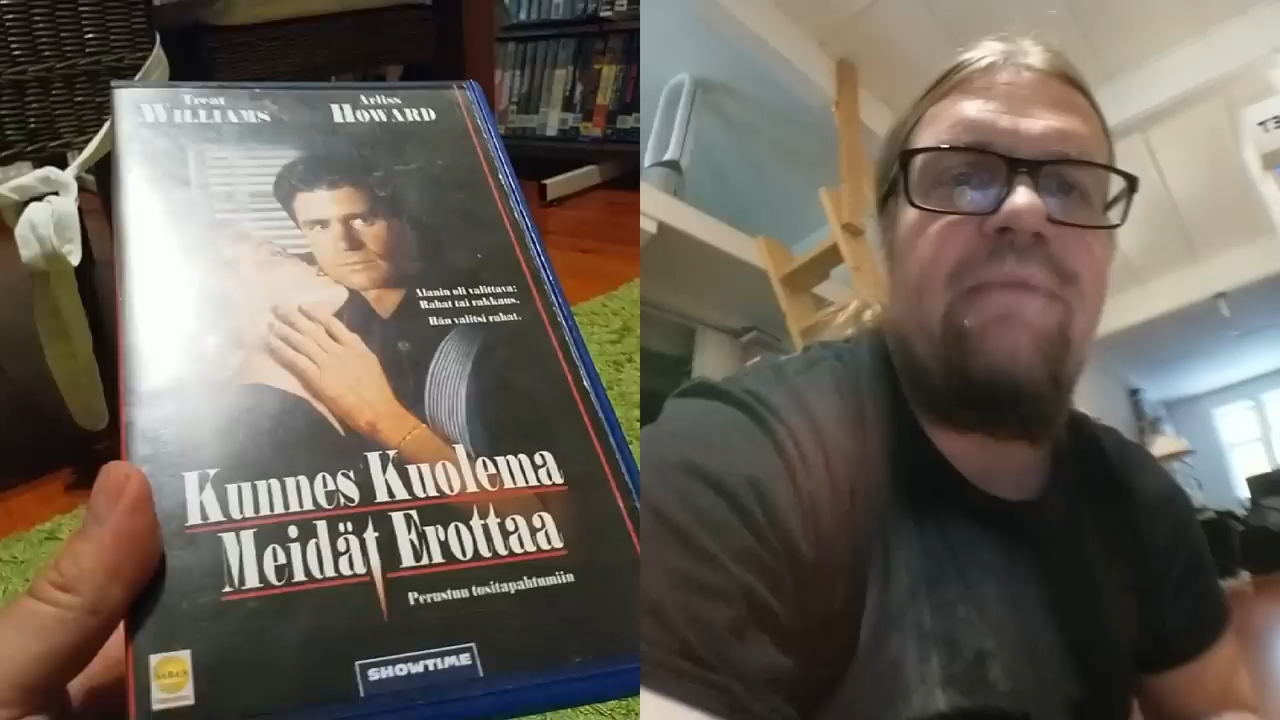 Treat Arliss
WILLIAMS HOWARD
Alanin oli valittava:
Rahat tai rakkaus.
Hän valitsi rahat.
Kunnes Kuolema
Meidät Erottaa
Perustuu tositapahtumiin
SHOWTIME